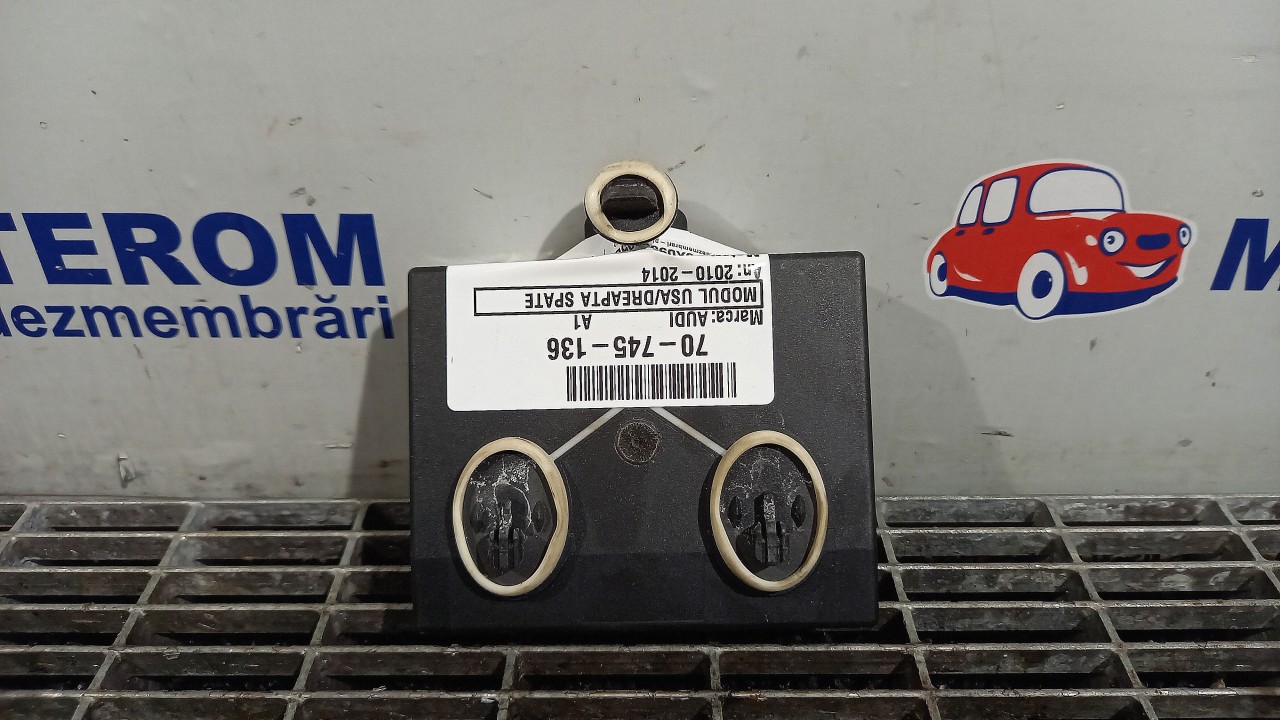 TEROM
dezmembrări
M
70-745-136
Marca: AUDI A1
MODUL USA/DREAPTA SPATE
An: 2010-2014